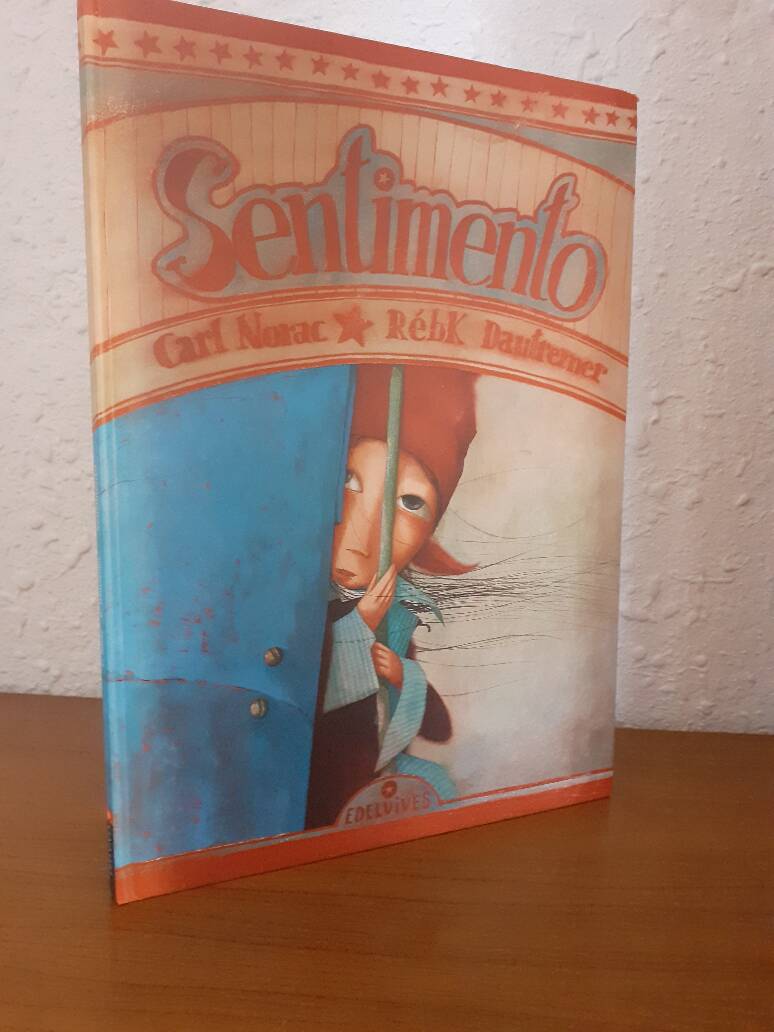 Sentimento
Carl Norac ★ RébK Dautremer
EDELVIVES